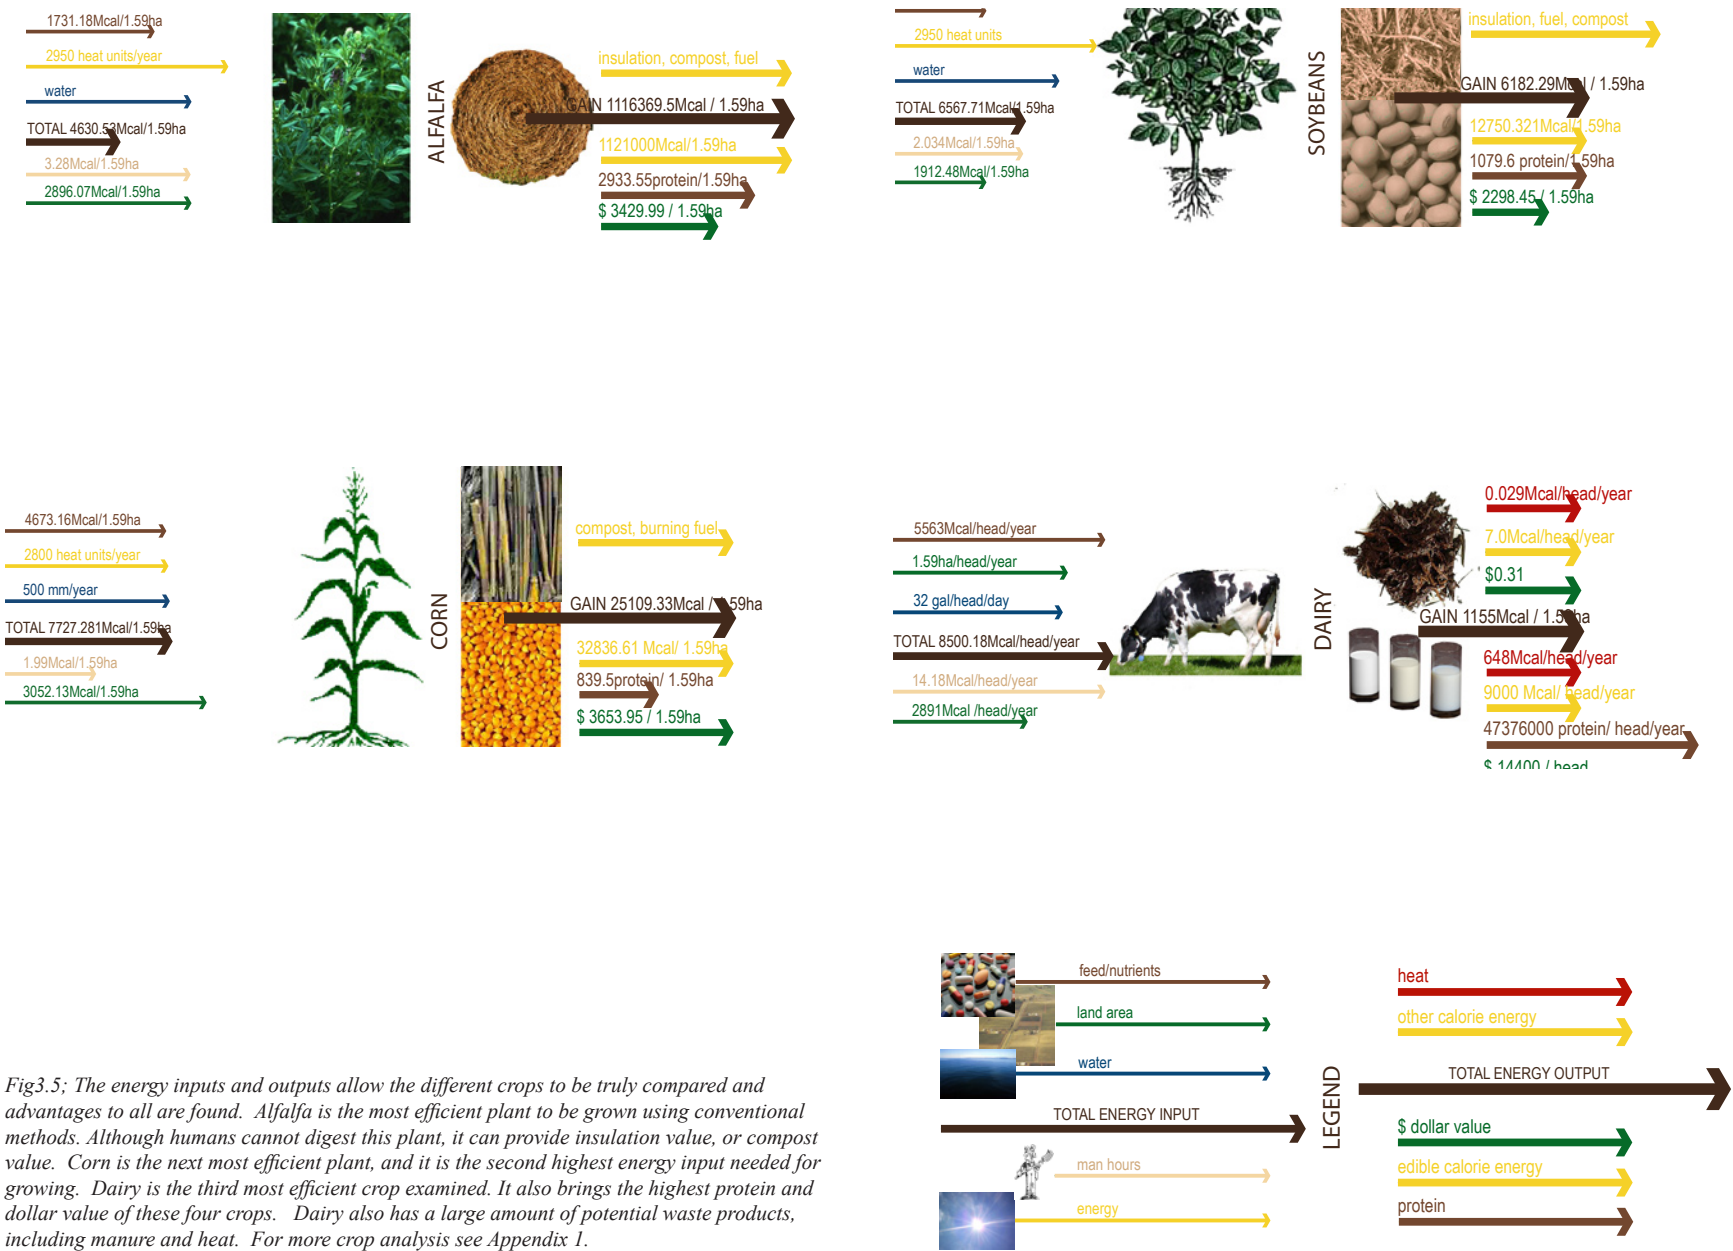 1731.18Mcal/1.59ha
2950 heat units/year
water
TOTAL 4630.53Mcal/1.59ha
3.28Mcal/1.59ha
2896.07Mcal/1.59ha
ALFALFA
insulation, compost, fuel
GAIN 1116369.5Mcal / 1.59ha
1121000Mcal/1.59ha
2933.55protein/1.59ha
$ 3429.99 / 1.59ha
2950 heat units
water
TOTAL 6567.71Mcal/1.59ha
2.034Mcal/1.59ha
1912.48Mcal/1.59ha
SOYBEANS
insulation, fuel, compost
GAIN 6182.29Mcal / 1.59ha
12750.321Mcal/1.59ha
1079.6 protein/1.59ha
$ 2298.45 / 1.59ha
4673.16Mcal/1.59ha
2800 heat units/year
500 mm/year
TOTAL 7727.281Mcal/1.59ha
1.99Mcal/1.59ha
3052.13Mcal/1.59ha
CORN
compost, burning fuel
GAIN 25109.33Mcal / 1.59ha
32836.61 Mcal/ 1.59ha
839.5protein/ 1.59ha
$ 3653.95 / 1.59ha
5563Mcal/head/year
1.59ha/head/year
32 gal/head/day
TOTAL 8500.18Mcal/head/year
14.18Mcal/head/year
2891Mcal /head/year
DAIRY
0.029Mcal/head/year
7.0Mcal/head/year
$0.31
GAIN 1155Mcal / 1.59ha
648Mcal/head/year
9000 Mcal/ head/year
47376000 protein/ head/year
$ 14400 / head
Fig3.5; The energy inputs and outputs allow the different crops to be truly compared and
advantages to all are found. Alfalfa is the most efficient plant to be grown using conventional
methods. Although humans cannot digest this plant, it can provide insulation value, or compost
value. Corn is the next most efficient plant, and it is the second highest energy input needed for
growing. Dairy is the third most efficient crop examined. It also brings the highest protein and
dollar value of these four crops. Dairy also has a large amount of potential waste products,
including manure and heat. For more crop analysis see Appendix 1.
feed/nutrients
land area
water
TOTAL ENERGY INPUT
man hours
energy
LEGEND
heat
other calorie energy
TOTAL ENERGY OUTPUT
$ dollar value
edible calorie energy
protein